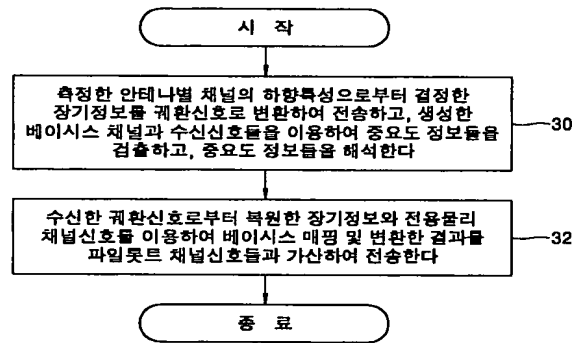 시 작
측정한 안테나별 채널의 하향특성으로부터 결정한
장기정보를 궤환신호로 변환하여 전송하고, 생성한
베이시스 채널과 수신신호들을 이용하여 중요도 정보들을
검출하고, 중요도 정보들을 해석한다
30
수신한 궤환신호로부터 복원한 장기정보와 전용물리
채널신호를 이용하여 베이시스 매핑 및 변환한 결과를
파일롯트 채널신호들과 가산하여 전송한다
32
종 료